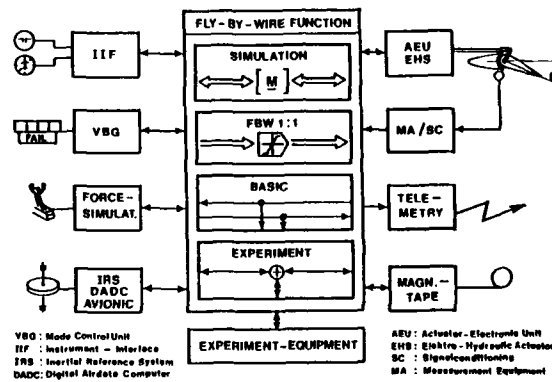 FLY-BY-WIRE FUNCTION
IIF
SIMULATION
[M]
AEU
EHS
FAIL
VBG
FBW 1:1
MA/SC
FORCE-
SIMULAT.
BASIC
TELE-
METRY
IRS
DADC
AVIONIC
EXPERIMENT
MAGN.-
TAPE
EXPERIMENT-EQUIPMENT
VBG : Mode Control Unit
IIF : Instrument - Interface
IRS : Inertial Reference System
DADC: Digital Airdata Computer
AEU : Actuator-Electronic Unit
EHS : Elektro-Hydraulic Actuator
SC : Signalconditioning
MA : Measurement Equipment